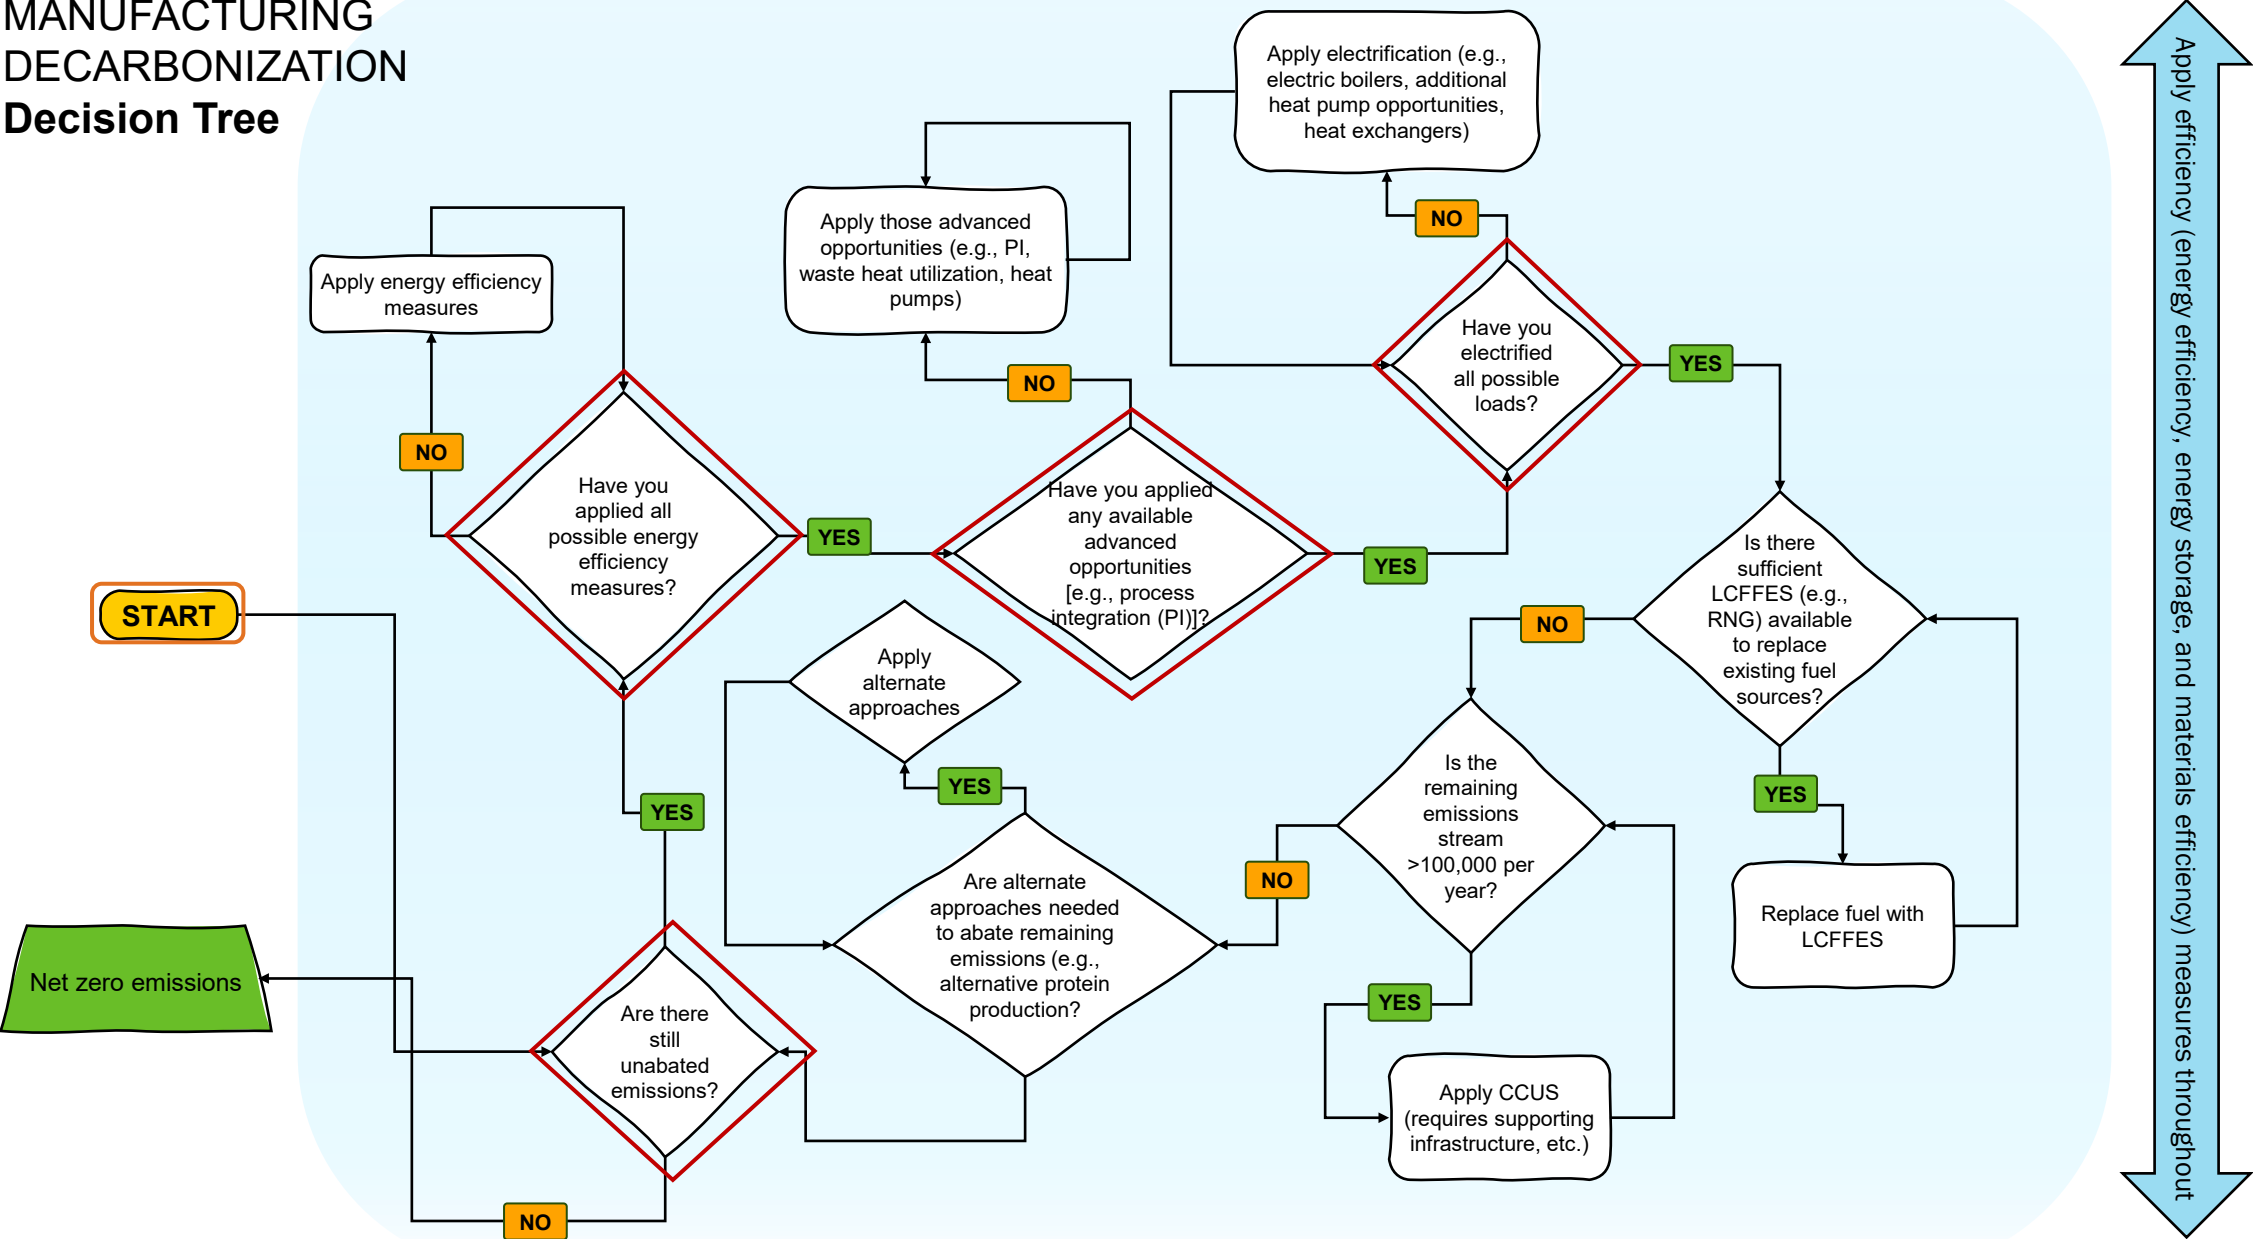 MANUFACTURING
DECARBONIZATION
Decision Tree
Apply electrification (e.g.,
electric boilers, additional
heat pump opportunities,
heat exchangers)
NO
Apply those advanced
opportunities (e.g., PI,
waste heat utilization, heat
pumps)
NO
Apply energy efficiency
measures
NO
Have you
electrified
all possible
loads?
YES
Have you
applied all
possible energy
efficiency
measures?
YES
Have you applied
any available
advanced
opportunities
[e.g., process
integration (PI)]?
YES
Is there
sufficient
LCFFES (e.g.,
RNG) available
to replace
existing fuel
sources?
NO
YES
Replace fuel with
LCFFES
START
Apply
alternate
approaches
YES
YES
Is the
remaining
emissions
stream
>100,000 per
year?
NO
YES
Apply CCUS
(requires supporting
infrastructure, etc.)
Are alternate
approaches needed
to abate remaining
emissions (e.g.,
alternative protein
production?
Are there
still
unabated
emissions?
NO
Net zero emissions
Apply efficiency (energy efficiency, energy storage, and materials efficiency) measures throughout